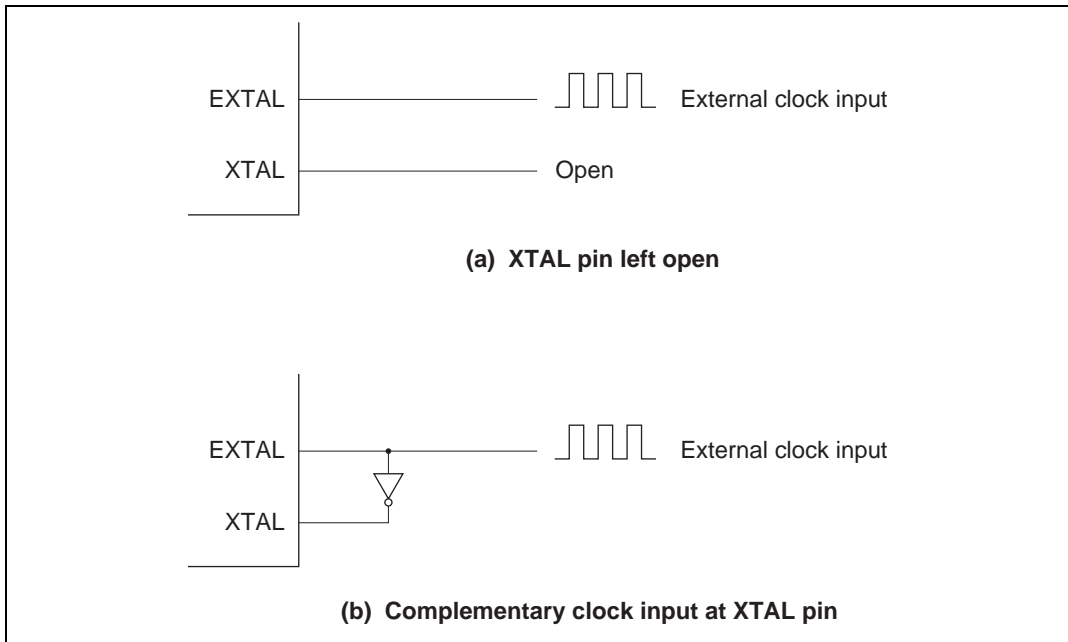 EXTAL External clock input
XTAL Open
(a) XTAL pin left open
EXTAL External clock input
XTAL
(b) Complementary clock input at XTAL pin